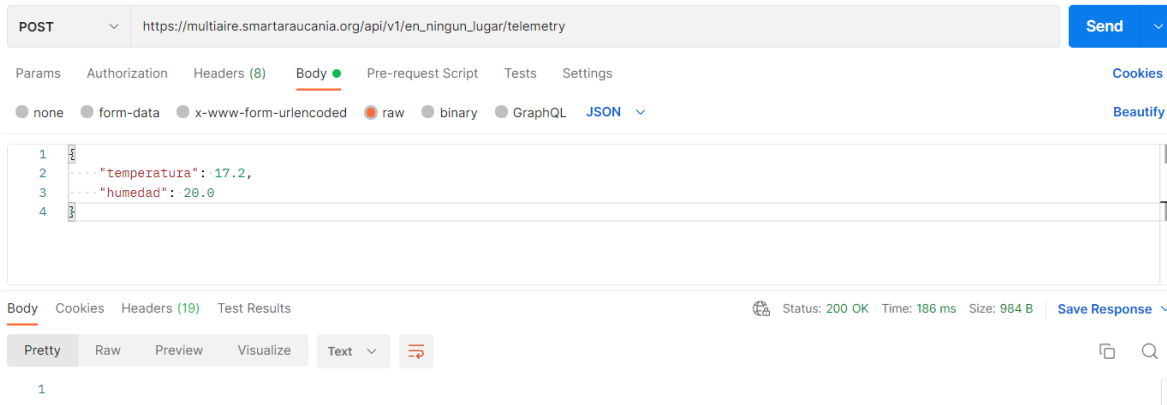 POST https://multiaire.smartaraucania.org/api/v1/en_ningun_lugar/telemetry Send
Params Authorization Headers (8) Body Pre-request Script Tests Settings Cookies
none form-data x-www-form-urlencoded raw binary GraphQL JSON Beautify
1 {
2 "temperatura": 17.2,
3 "humedad": 20.0
4 }
Body Cookies Headers (19) Test Results Status: 200 OK Time: 186 ms Size: 984 B Save Response
Pretty Raw Preview Visualize Text
1